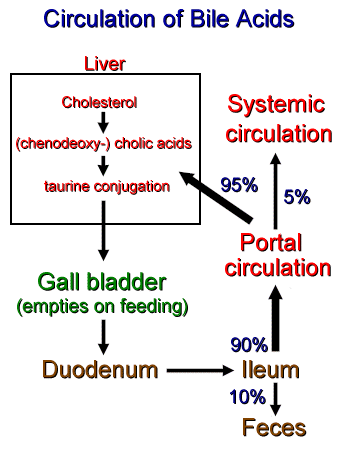 Circulation of Bile Acids
Liver
Cholesterol
(chenodeoxy-) cholic acids
taurine conjugation
Systemic
circulation
95%
5%
Portal
circulation
Gall bladder
(empties on feeding)
90%
Duodenum
Ileum
10%
Feces